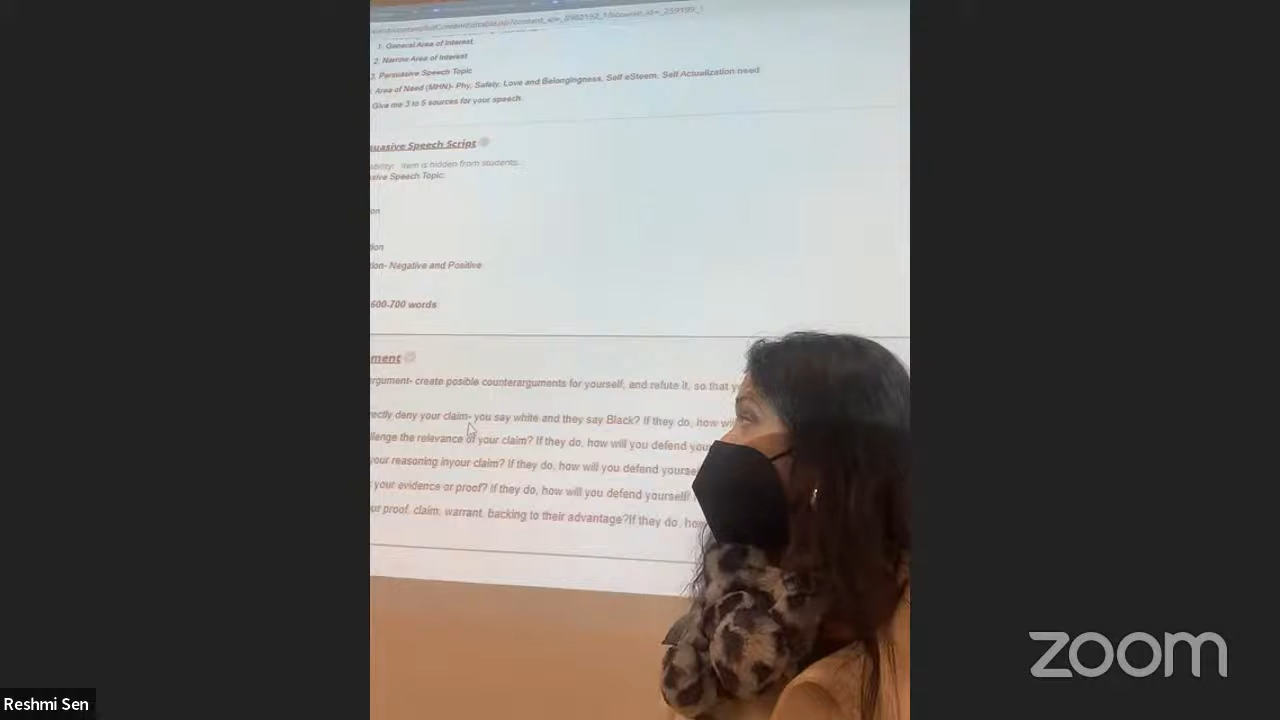 1. General Area of Interest
2. Narrow Area of Interest
3. Persuasive Speech Topic
Area of Need (MHN)- Phy, Safety, Love and Belongingness, Self eSteem, Self Actualization need
Give me 3 to 5 sources for your speech.
uasive Speech Script
ability: Item is hidden from students.
sive Speech Topic:
on
tion
tion- Negative and Positive
600-700 words
ment
rgument- create posible counterarguments for yourself, and refute it, so that
ectly deny your claim- you say white and they say Black? If they do, how
llenge the relevance of your claim? If they do, how will you defend
your reasoning inyour claim? If they do, how will you defend
your evidence or proof? If they do, how will you defend yourself
ur proof, claim, warrant, backing to their advantage?If they do,
zoom
Reshmi Sen